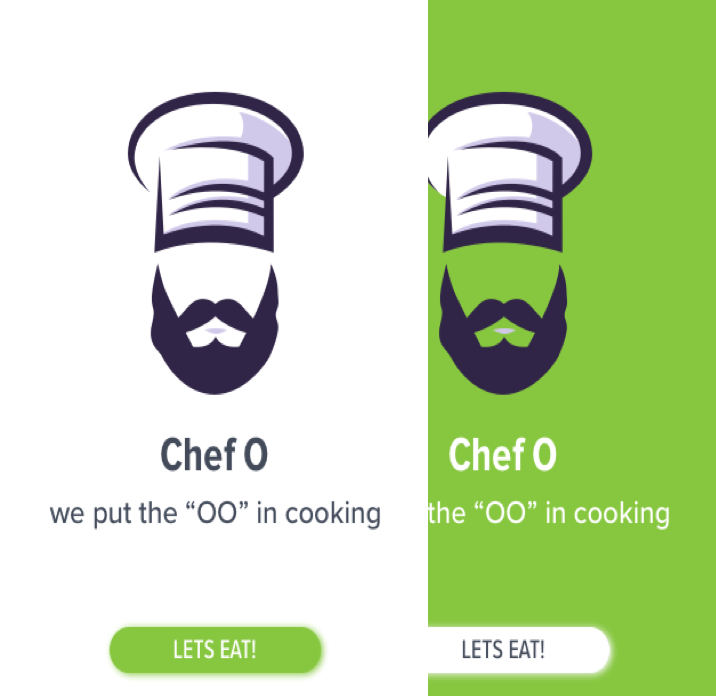 Chef O
we put the “OO” in cooking
LETS EAT!
Chef O
the “OO” in cooking
LETS EAT!